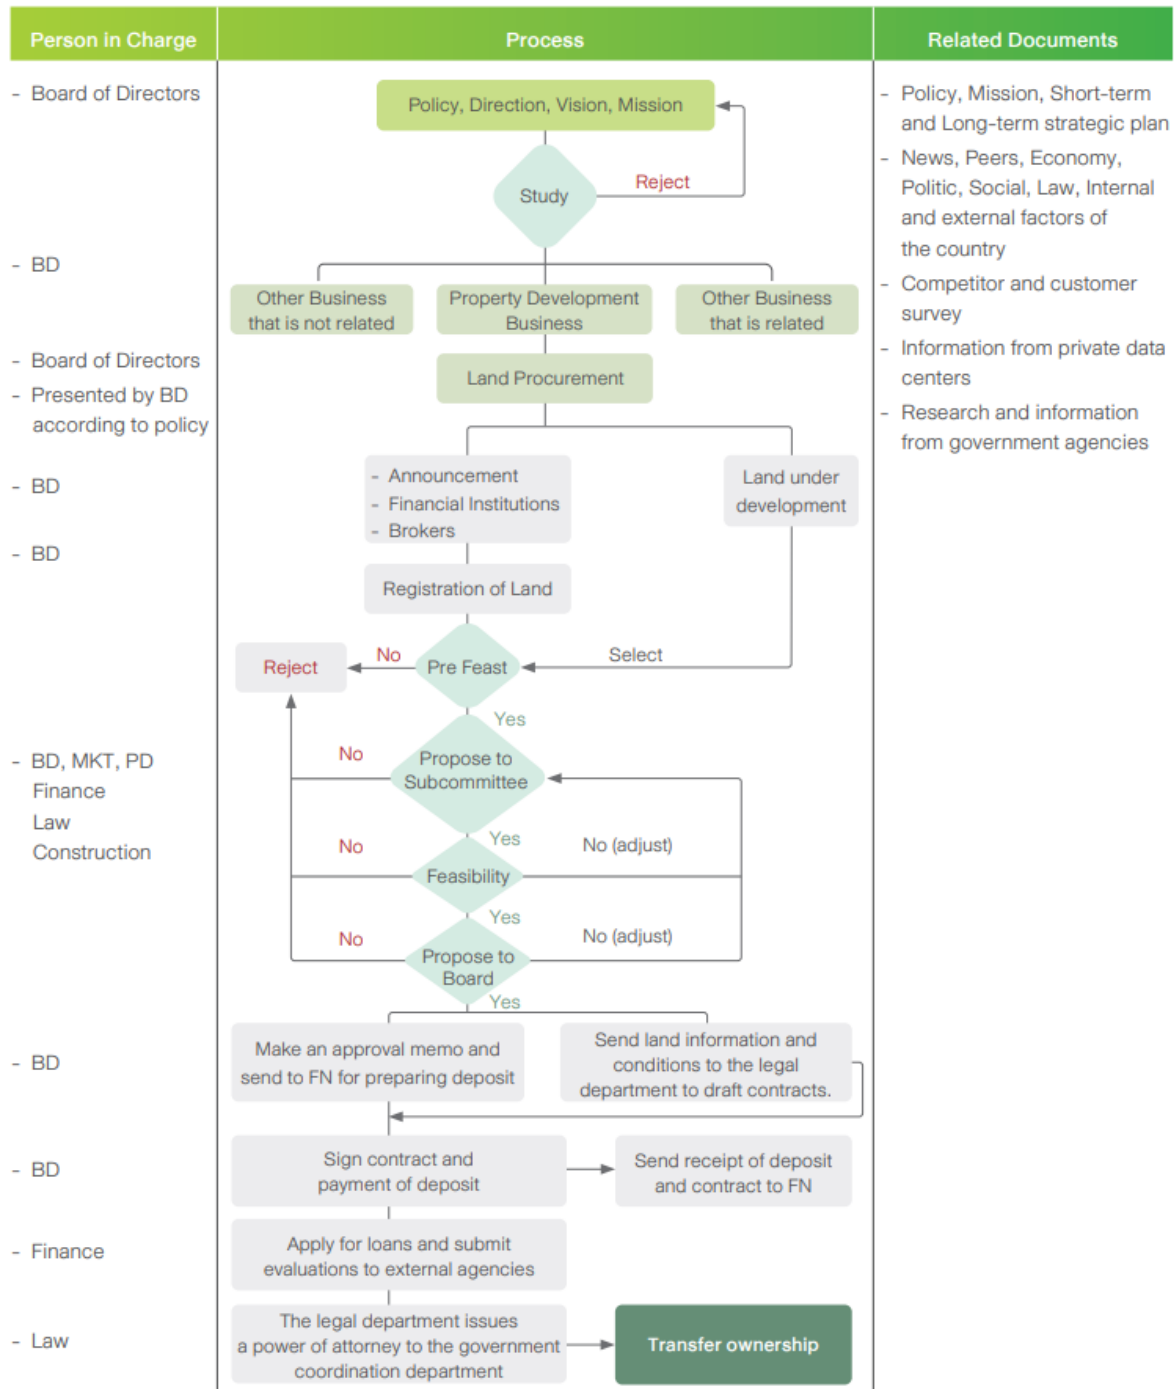 Person in Charge
Process
Related Documents
- Board of Directors
Policy, Direction, Vision, Mission
- Policy, Mission, Short-term
and Long-term strategic plan
- News, Peers, Economy,
Politic, Social, Law, Internal
and external factors of
the country
- Competitor and customer
survey
- Information from private data
centers
- Research and information
from government agencies
Reject
Study
- BD
Other Business
that is not related
Property Development
Business
Other Business
that is related
- Board of Directors
- Presented by BD
according to policy
Land Procurement
- BD
- Announcement
- Financial Institutions
- Brokers
Land under
development
- BD
Registration of Land
Reject
No
Pre Feast
Select
Yes
- BD, MKT, PD
Finance
Law
Construction
No
Propose to
Subcommittee
Yes
No
No (adjust)
Feasibility
Yes
No
No (adjust)
Propose to
Board
Yes
- BD
Make an approval memo and
send to FN for preparing deposit
Send land information and
conditions to the legal
department to draft contracts.
- BD
Sign contract and
payment of deposit
Send receipt of deposit
and contract to FN
- Finance
Apply for loans and submit
evaluations to external agencies
- Law
The legal department issues
a power of attorney to the government
coordination department
Transfer ownership